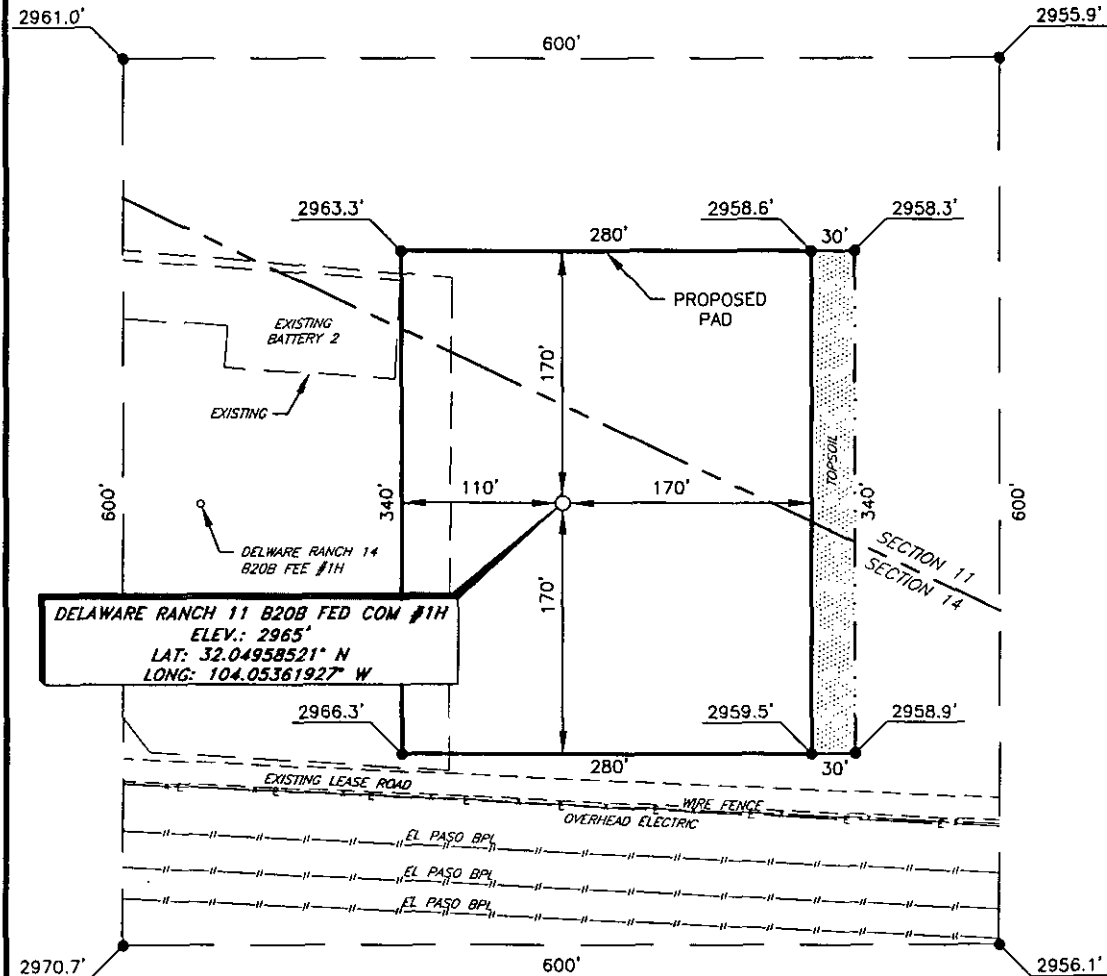 2961.0'
2955.9'
600'
2963.3'
2958.6'
2958.3'
280'
30'
PROPOSED
PAD
EXISTING
BATTERY 2
170'
EXISTING
TOPSOIL
600'
340'
110'
170'
340'
600'
DELWARE RANCH 14
B20B FEE #1H
SECTION 11
SECTION 14
170'
DELAWARE RANCH 11 B20B FED COM #1H
ELEV.: 2965'
LAT: 32.04958521° N
LONG: 104.05361927° W
2966.3'
2959.5'
2958.9'
280'
30'
EXISTING LEASE ROAD
WIRE FENCE
OVERHEAD ELECTRIC
EL PASO BPL
EL PASO BPL
EL PASO BPL
2970.7'
600'
2956.1'